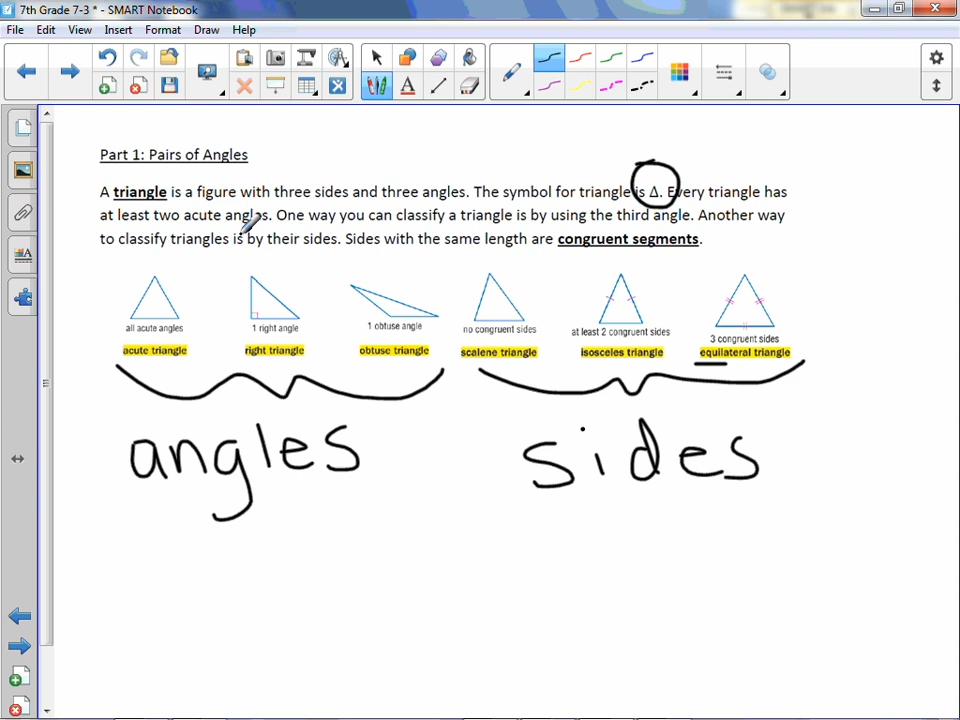 7th Grade 7-3 * - SMART Notebook
File Edit View Insert Format Draw Help
Part 1: Pairs of Angles
A triangle is a figure with three sides and three angles. The symbol for triangle is Δ. Every triangle has
at least two acute angles. One way you can classify a triangle is by using the third angle. Another way
to classify triangles is by their sides. Sides with the same length are congruent segments.
all acute angles 1 right angle 1 obtuse angle no congruent sides at least 2 congruent sides 3 congruent sides
acute triangle right triangle obtuse triangle scalene triangle isosceles triangle equilateral triangle
angles sides